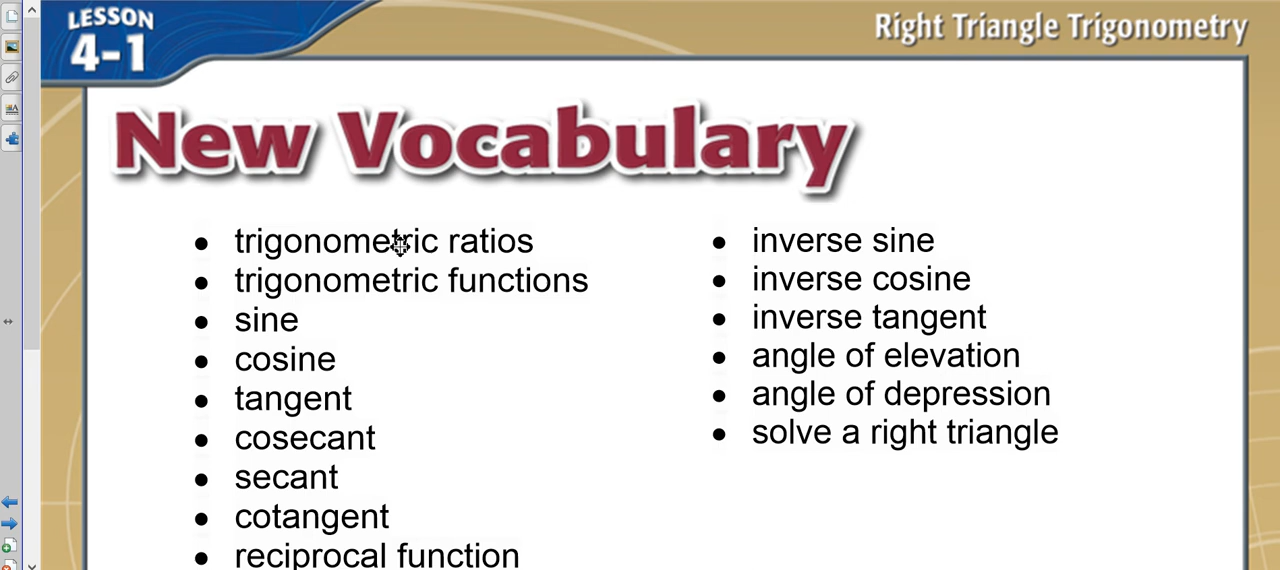 LESSON
4-1
Right Triangle Trigonometry
New Vocabulary
• trigonometric ratios
• trigonometric functions
• sine
• cosine
• tangent
• cosecant
• secant
• cotangent
• reciprocal function
• inverse sine
• inverse cosine
• inverse tangent
• angle of elevation
• angle of depression
• solve a right triangle